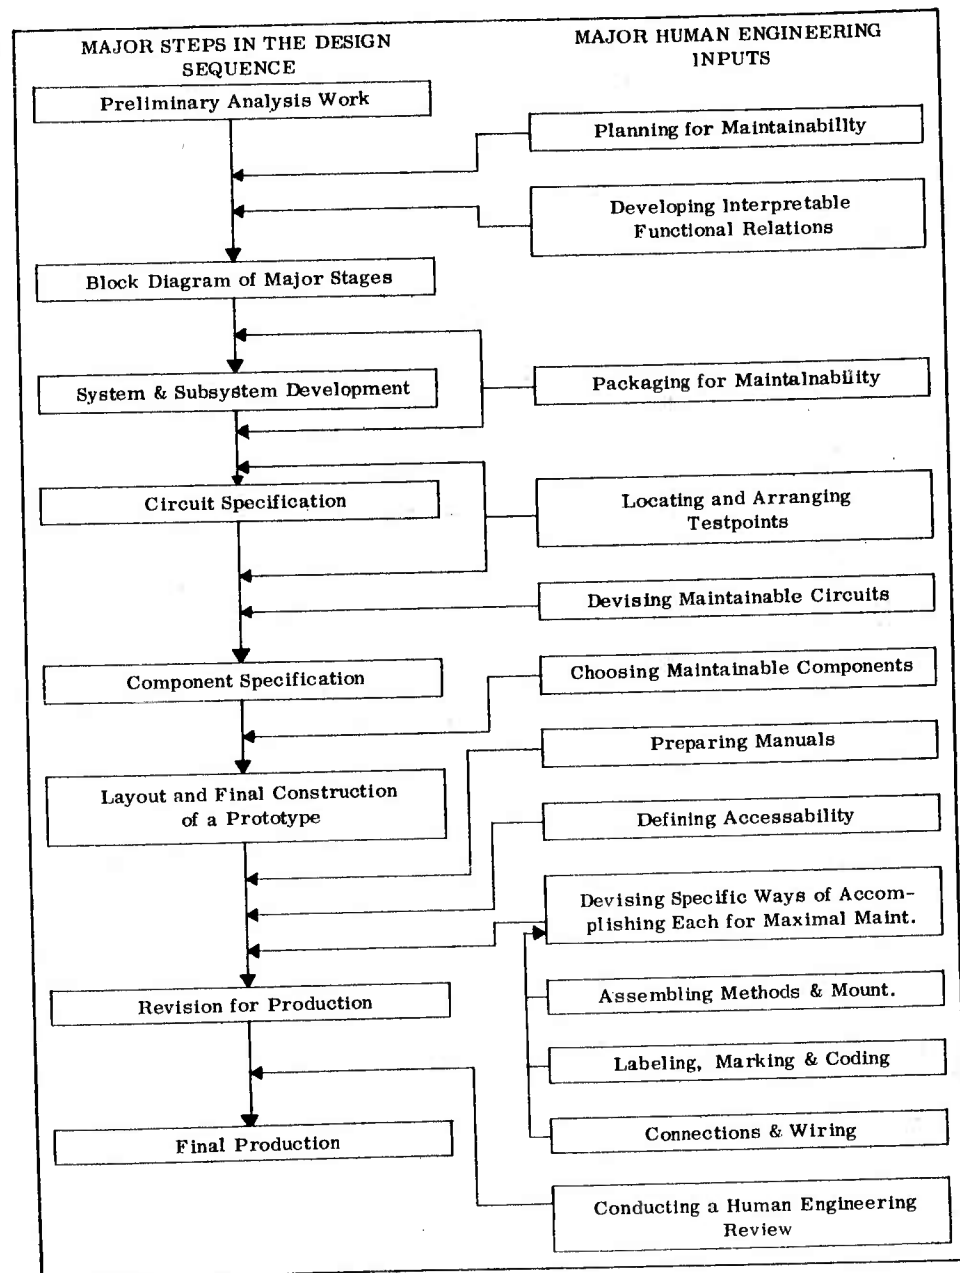 MAJOR STEPS IN THE DESIGN
SEQUENCE
Preliminary Analysis Work
Block Diagram of Major Stages
System & Subsystem Development
Circuit Specification
Component Specification
Layout and Final Construction
of a Prototype
Revision for Production
Final Production
MAJOR HUMAN ENGINEERING
INPUTS
Planning for Maintainability
Developing Interpretable
Functional Relations
Packaging for Maintainability
Locating and Arranging
Testpoints
Devising Maintainable Circuits
Choosing Maintainable Components
Preparing Manuals
Defining Accessability
Devising Specific Ways of Accom-
plishing Each for Maximal Maint.
Assembling Methods & Mount.
Labeling, Marking & Coding
Connections & Wiring
Conducting a Human Engineering
Review